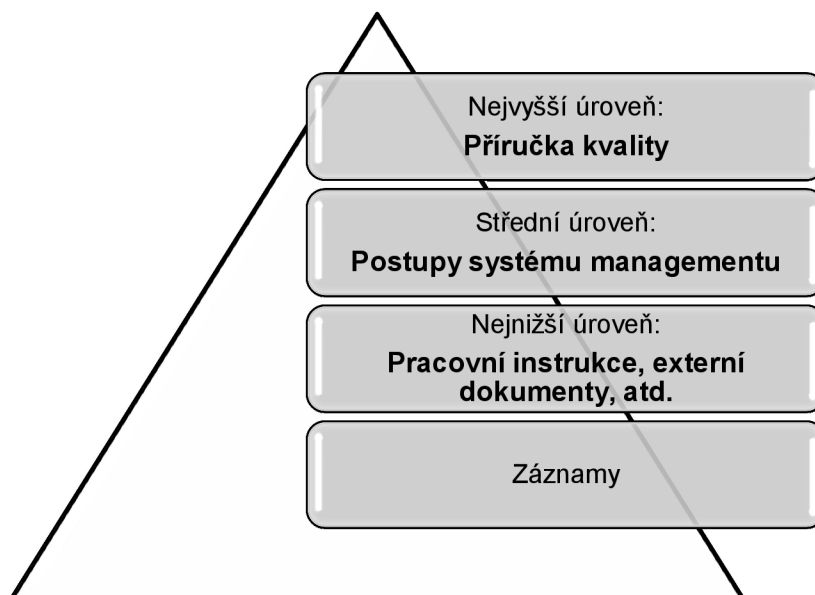 Nejvyšší úroveň:
Příručka kvality
Střední úroveň:
Postupy systému managementu
Nejnižší úroveň:
Pracovní instrukce, externí
dokumenty, atd.
Záznamy